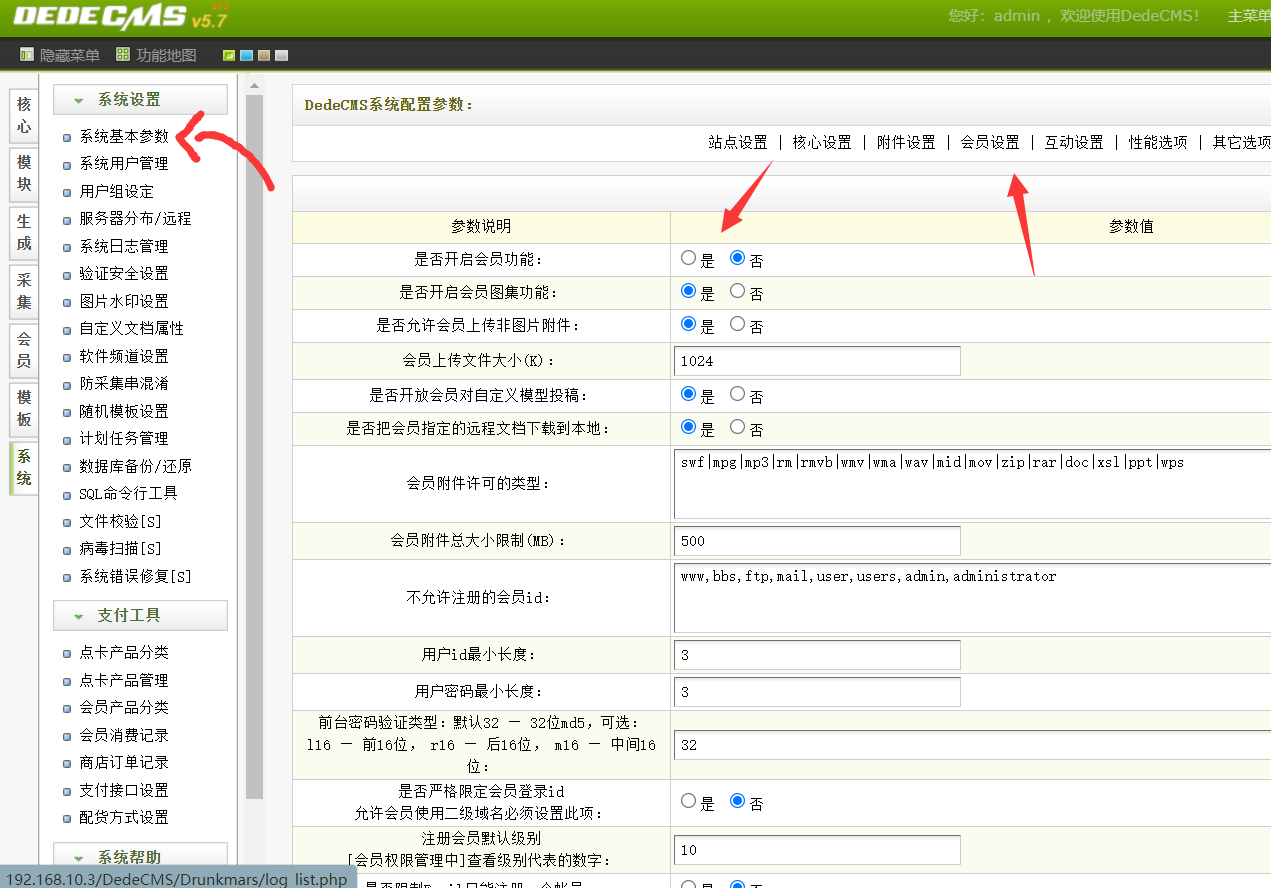 DEDECMS v5.7 SP2
您好：admin ，欢迎使用DedeCMS！ 主菜单
隐藏菜单 功能地图
核心
模块
生成
采集
会员
模板
系统
系统设置
系统基本参数
系统用户管理
用户组设定
服务器分布/远程
系统日志管理
验证安全设置
图片水印设置
自定义文档属性
软件频道设置
防采集串混淆
随机模板设置
计划任务管理
数据库备份/还原
SQL命令行工具
文件校验[S]
病毒扫描[S]
系统错误修复[S]
支付工具
点卡产品分类
点卡产品管理
会员产品分类
会员消费记录
商店订单记录
支付接口设置
配货方式设置
系统帮助
DedeCMS系统配置参数：
站点设置 | 核心设置 | 附件设置 | 会员设置 | 互动设置 | 性能选项 | 其它选项
参数说明 参数值
是否开启会员功能： 是 否
是否开启会员图集功能： 是 否
是否允许会员上传非图片附件： 是 否
会员上传文件大小(K)： 1024
是否开放会员对自定义模型投稿： 是 否
是否把会员指定的远程文档下载到本地： 是 否
会员附件许可的类型： swf|mpg|mp3|rm|rmvb|wmv|wma|wav|mid|mov|zip|rar|doc|xsl|ppt|wps
会员附件总大小限制(MB)： 500
不允许注册的会员id： www,bbs,ftp,mail,user,users,admin,administrator
用户id最小长度： 3
用户密码最小长度： 3
前台密码验证类型：默认32 — 32位md5，可选：
l16 — 前16位， r16 — 后16位， m16 — 中间16
位： 32
是否严格限定会员登录id
允许会员使用二级域名必须设置此项： 是 否
注册会员默认级别
[会员权限管理中]查看级别代表的数字： 10
是否限制Email只能注册一个帐号 是 否
192.168.10.3/DedeCMS/Drunkmars/log_list.php